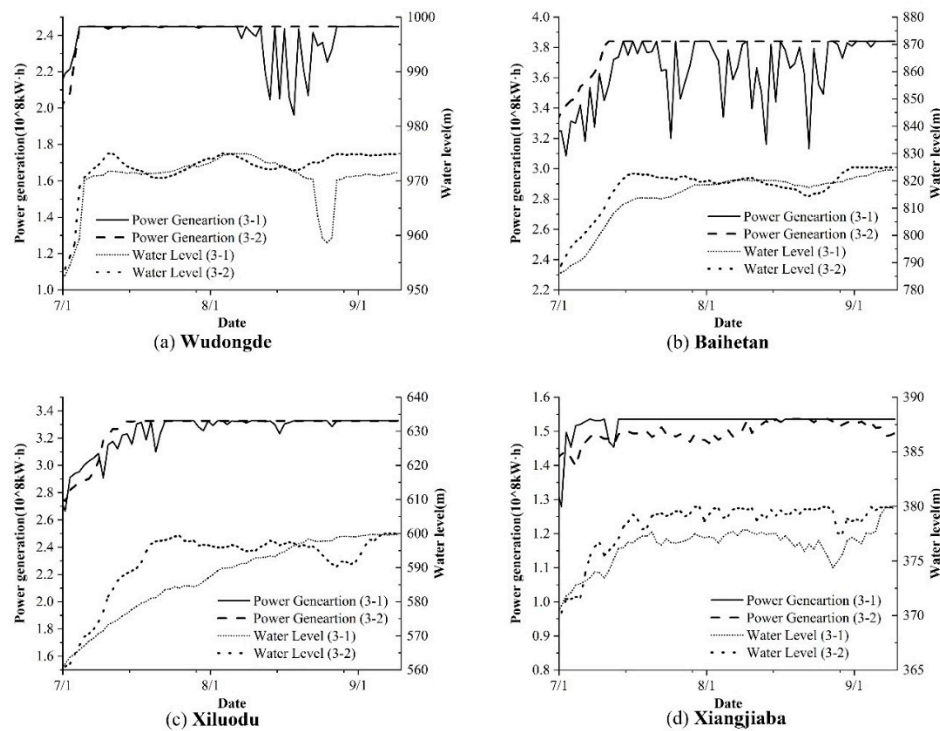 2.4
2.2
2.0
1.8
1.6
1.4
1.2
1.0
Power generation(10^8kW·h)
1000
990
980
970
960
950
Water level(m)
Power Geneartion (3-1)
Power Geneartion (3-2)
Water Level (3-1)
Water Level (3-2)
7/1 8/1 9/1
Date
(a) Wudongde
4.0
3.8
3.6
3.4
3.2
3.0
2.8
2.6
2.4
2.2
Power generation(10^8kW·h)
880
870
860
850
840
830
820
810
800
790
780
Water level(m)
Power Geneartion (3-1)
Power Geneartion (3-2)
Water Level (3-1)
Water Level (3-2)
7/1 8/1 9/1
Date
(b) Baihetan
3.4
3.2
3.0
2.8
2.6
2.4
2.2
2.0
1.8
1.6
Power generation(10^8kW·h)
640
630
620
610
600
590
580
570
560
Water level(m)
Power Geneartion (3-1)
Power Geneartion (3-2)
Water Level (3-1)
Water Level (3-2)
7/1 8/1 9/1
Date
(c) Xiluodu
1.6
1.5
1.4
1.3
1.2
1.1
1.0
0.9
0.8
Power generation(10^8kW·h)
390
385
380
375
370
365
Water level(m)
Power Geneartion (3-1)
Power Geneartion (3-2)
Water Level (3-1)
Water Level (3-2)
7/1 8/1 9/1
Date
(d) Xiangjiaba